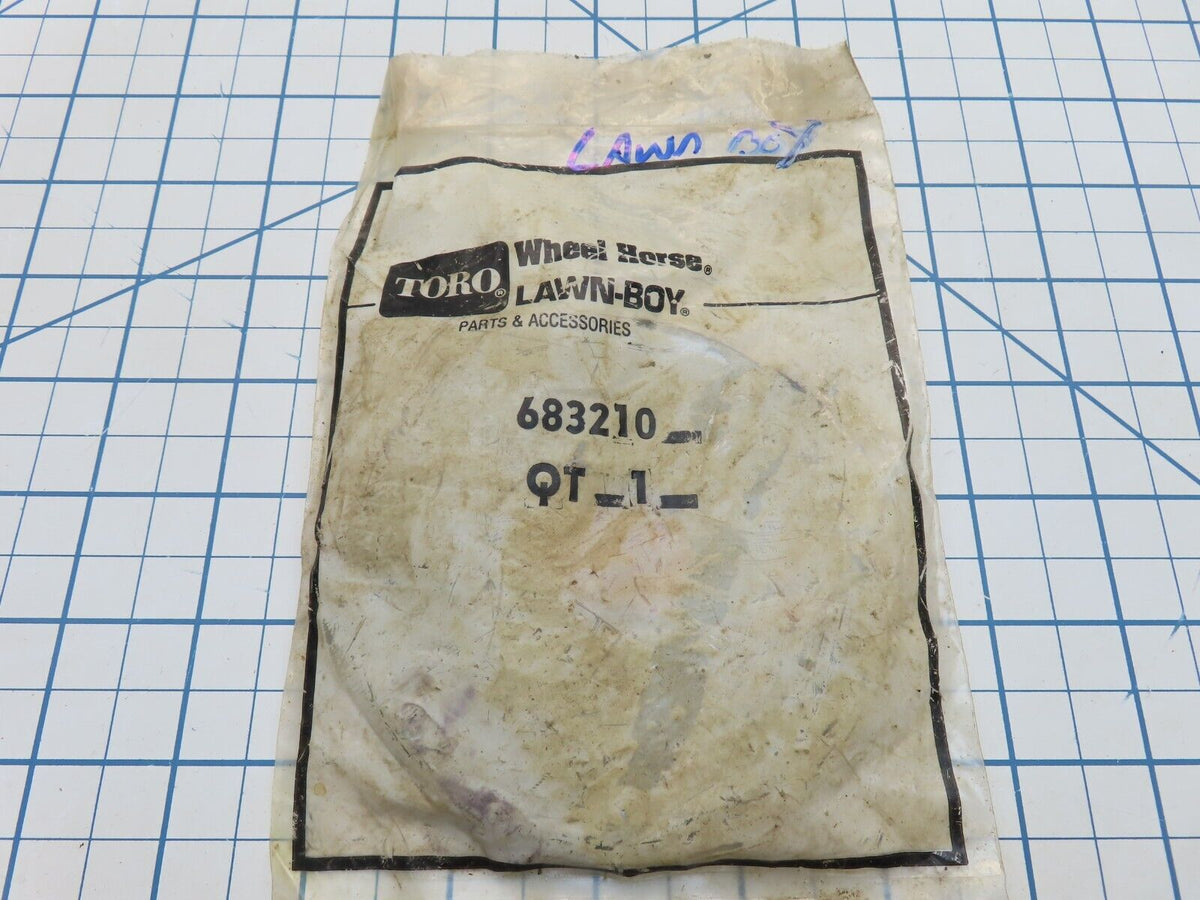 LAWN BOY
TORO®
Wheel Horse®
LAWN-BOY®
PARTS & ACCESSORIES
683210
QT 1